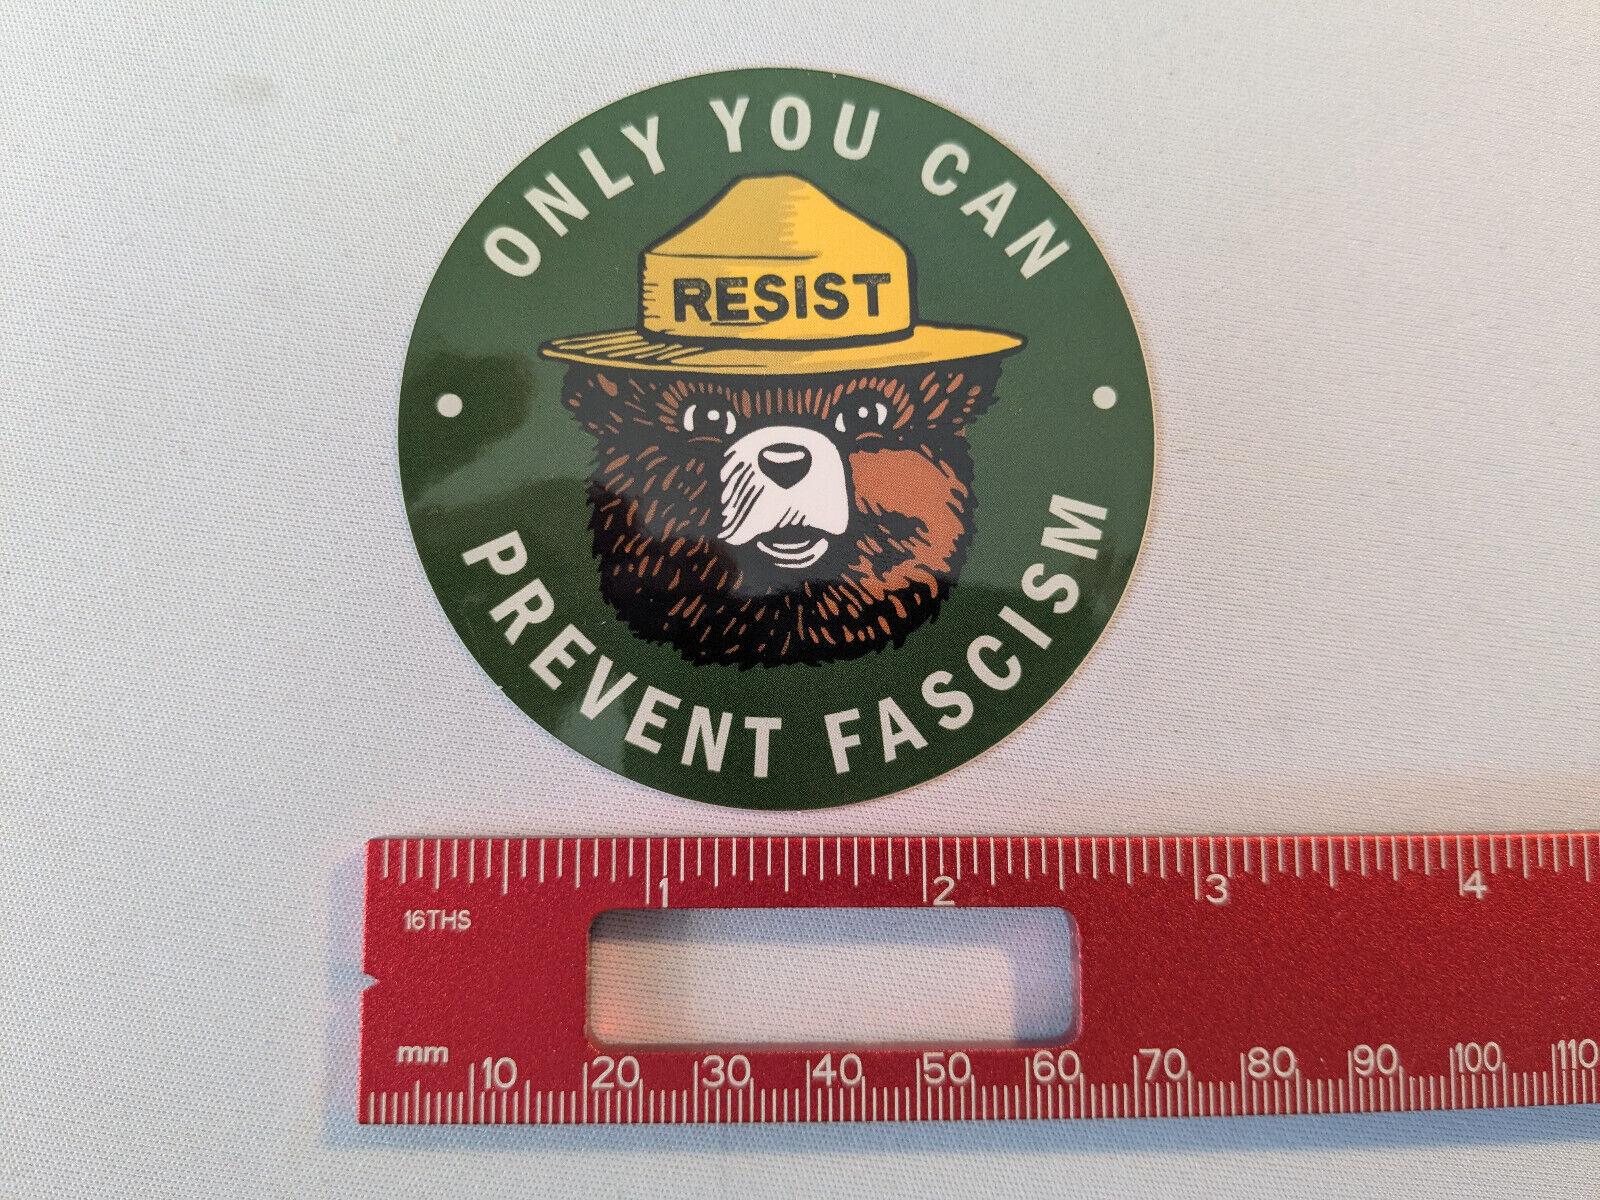 ONLY YOU CAN
RESIST
PREVENT FASCISM
1 2 3 4
16THS
mm 10 20 30 40 50 60 70 80 90 100 110